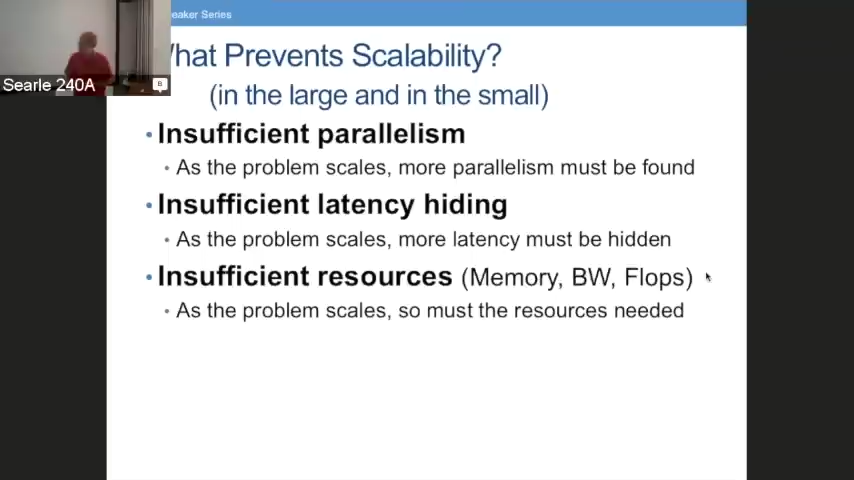 eaker Series
hat Prevents Scalability?
(in the large and in the small)
Searle 240A
B
• Insufficient parallelism
• As the problem scales, more parallelism must be found
• Insufficient latency hiding
• As the problem scales, more latency must be hidden
• Insufficient resources (Memory, BW, Flops)
• As the problem scales, so must the resources needed